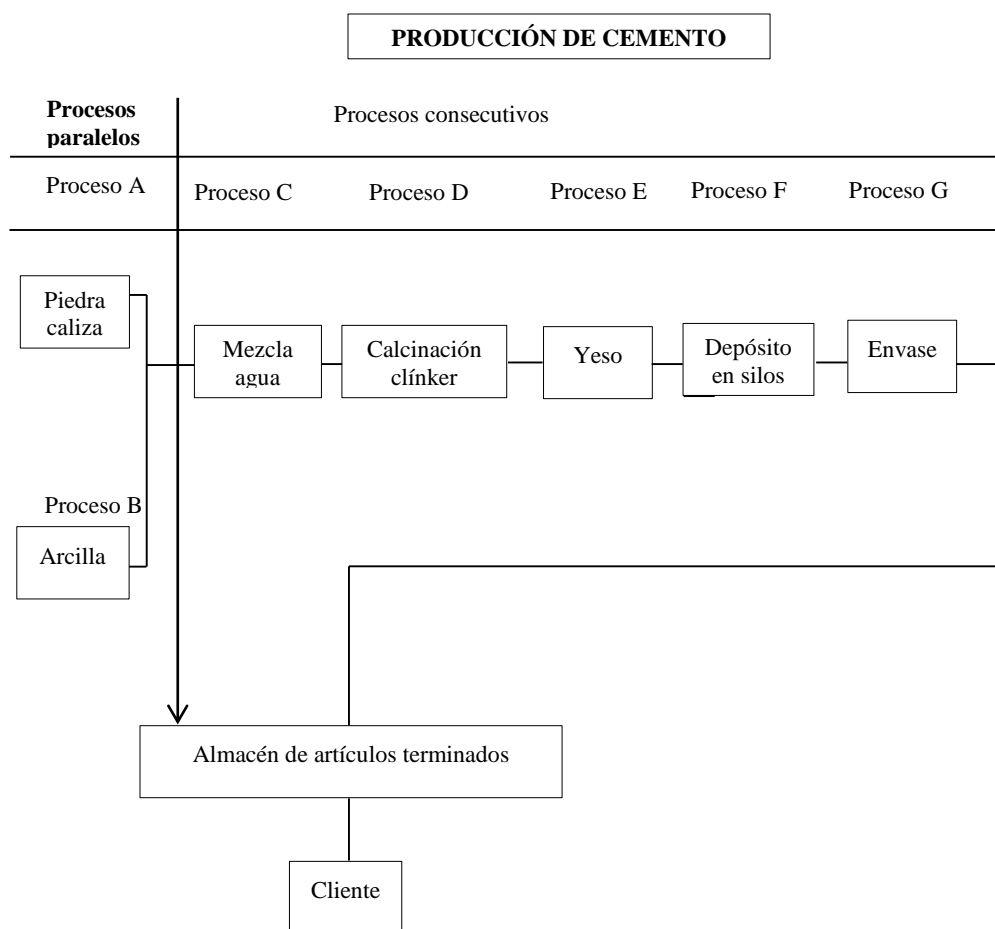 PRODUCCIÓN DE CEMENTO
Procesos
paralelos
Procesos consecutivos
Proceso A
Proceso C
Proceso D
Proceso E
Proceso F
Proceso G
Piedra
caliza
Mezcla
agua
Calcinación
clínker
Yeso
Depósito
en silos
Envase
Proceso B
Arcilla
Almacén de artículos terminados
Cliente